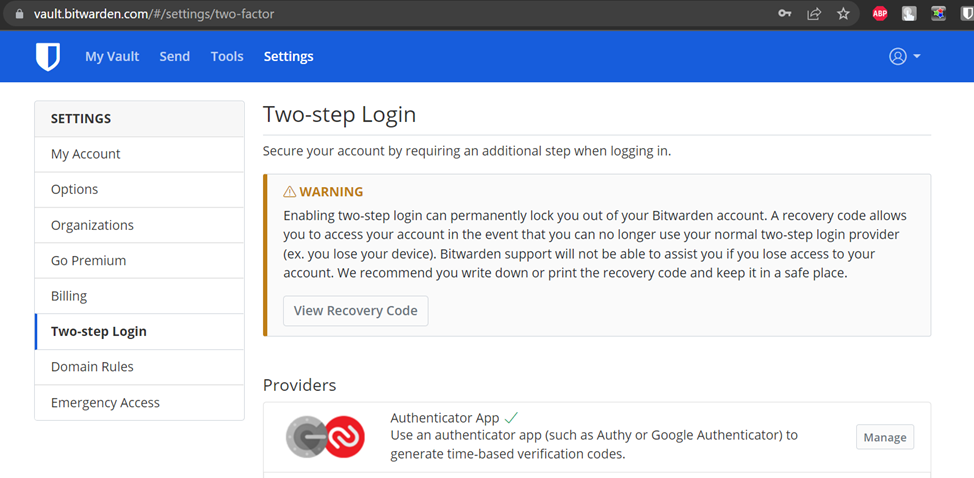 vault.bitwarden.com/#/settings/two-factor
ABP
My Vault Send Tools Settings
SETTINGS
My Account
Options
Organizations
Go Premium
Billing
Two-step Login
Domain Rules
Emergency Access
Two-step Login
Secure your account by requiring an additional step when logging in.
WARNING
Enabling two-step login can permanently lock you out of your Bitwarden account. A recovery code allows
you to access your account in the event that you can no longer use your normal two-step login provider
(ex. you lose your device). Bitwarden support will not be able to assist you if you lose access to your
account. We recommend you write down or print the recovery code and keep it in a safe place.
View Recovery Code
Providers
Authenticator App
Use an authenticator app (such as Authy or Google Authenticator) to
generate time-based verification codes.
Manage